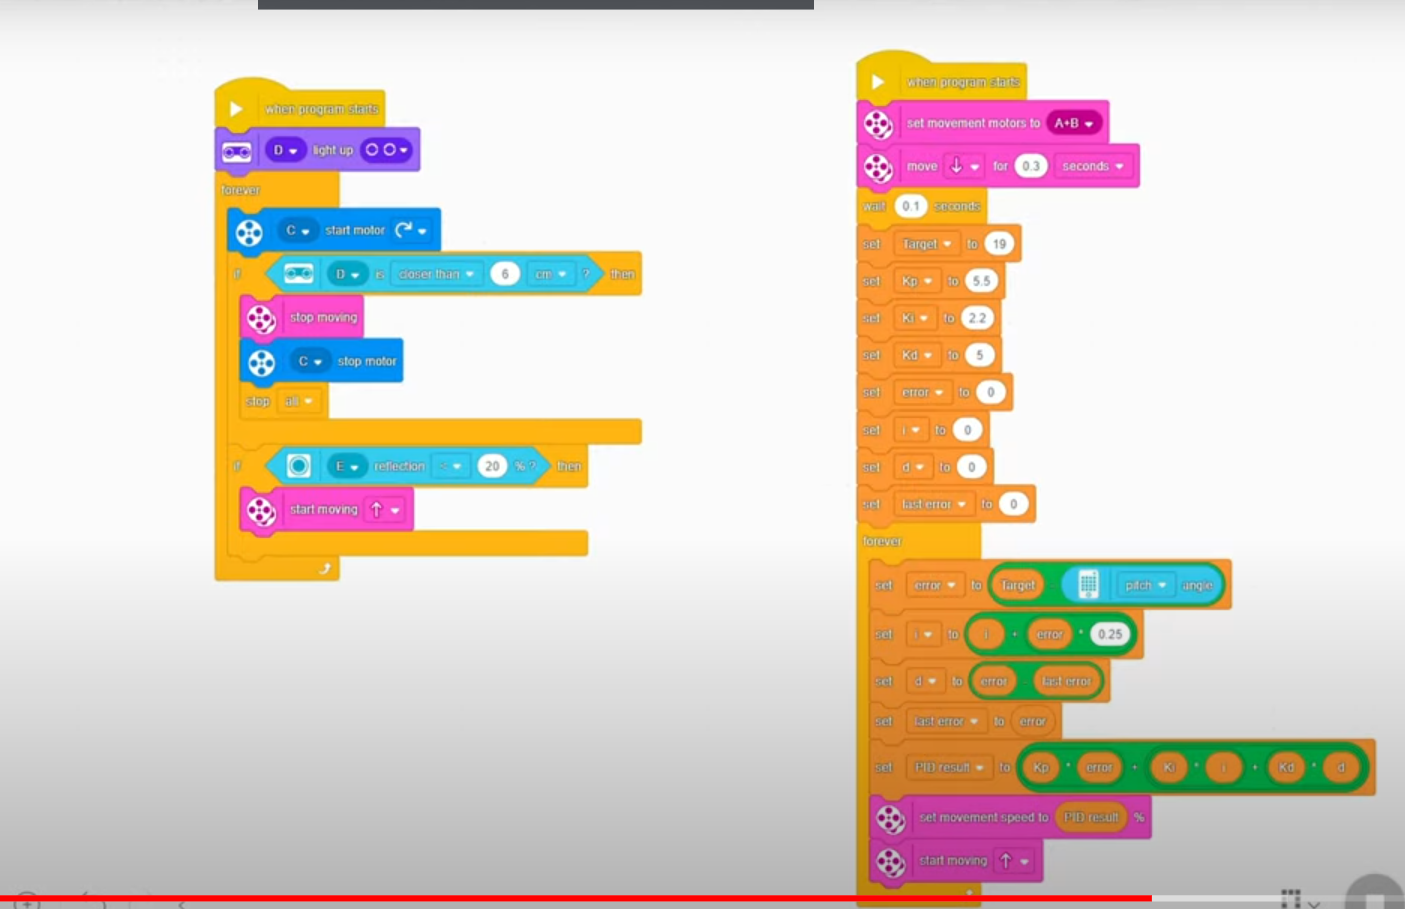 when program starts
D light up
forever
C start motor
if D is closer than 6 cm ? then
stop moving
C stop motor
stop all
if E reflection < 20 % ? then
start moving
when program starts
set movement motors to A+B
move for 0.3 seconds
wait 0.1 seconds
set Target to 19
set Kp to 5.5
set Ki to 2.2
set Kd to 5
set error to 0
set i to 0
set d to 0
set last error to 0
forever
set error to Target - pitch angle
set i to i + error * 0.25
set d to error - last error
set last error to error
set PID result to Kp * error + Ki * i + Kd * d
set movement speed to PID result %
start moving